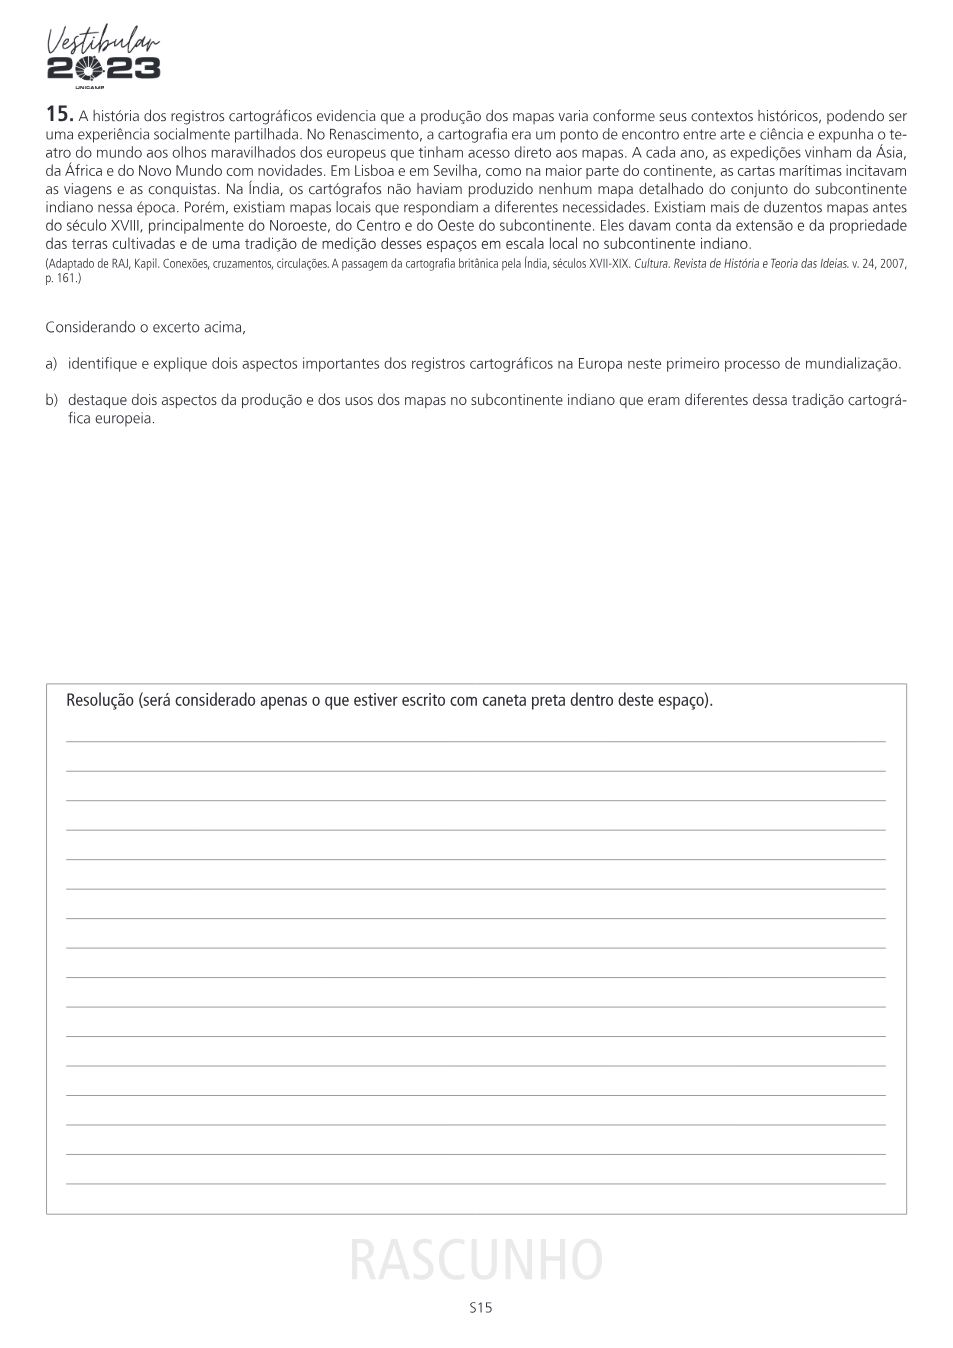 Vestibular
2023
UNICAMP
15. A história dos registros cartográficos evidencia que a produção dos mapas varia conforme seus contextos históricos, podendo ser
uma experiência socialmente partilhada. No Renascimento, a cartografia era um ponto de encontro entre arte e ciência e expunha o te-
atro do mundo aos olhos maravilhados dos europeus que tinham acesso direto aos mapas. A cada ano, as expedições vinham da Ásia,
da África e do Novo Mundo com novidades. Em Lisboa e em Sevilha, como na maior parte do continente, as cartas marítimas incitavam
as viagens e as conquistas. Na Índia, os cartógrafos não haviam produzido nenhum mapa detalhado do conjunto do subcontinente
indiano nessa época. Porém, existiam mapas locais que respondiam a diferentes necessidades. Existiam mais de duzentos mapas antes
do século XVIII, principalmente do Noroeste, do Centro e do Oeste do subcontinente. Eles davam conta da extensão e da propriedade
das terras cultivadas e de uma tradição de medição desses espaços em escala local no subcontinente indiano.
(Adaptado de RAJ, Kapil. Conexões, cruzamentos, circulações. A passagem da cartografia britânica pela Índia, séculos XVII-XIX. Cultura. Revista de História e Teoria das Ideias. v. 24, 2007,
p. 161.)
Considerando o excerto acima,
a) identifique e explique dois aspectos importantes dos registros cartográficos na Europa neste primeiro processo de mundialização.
b) destaque dois aspectos da produção e dos usos dos mapas no subcontinente indiano que eram diferentes dessa tradição cartográ-
fica europeia.
Resolução (será considerado apenas o que estiver escrito com caneta preta dentro deste espaço).
RASCUNHO
S15